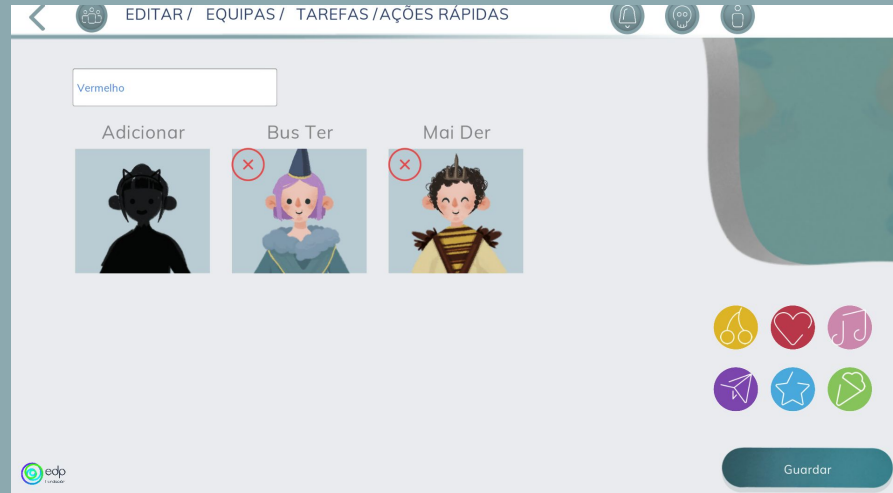 EDITAR / EQUIPAS / TAREFAS /AÇÕES RÁPIDAS
Vermelho
Adicionar Bus Ter Mai Der
edp
Guardar